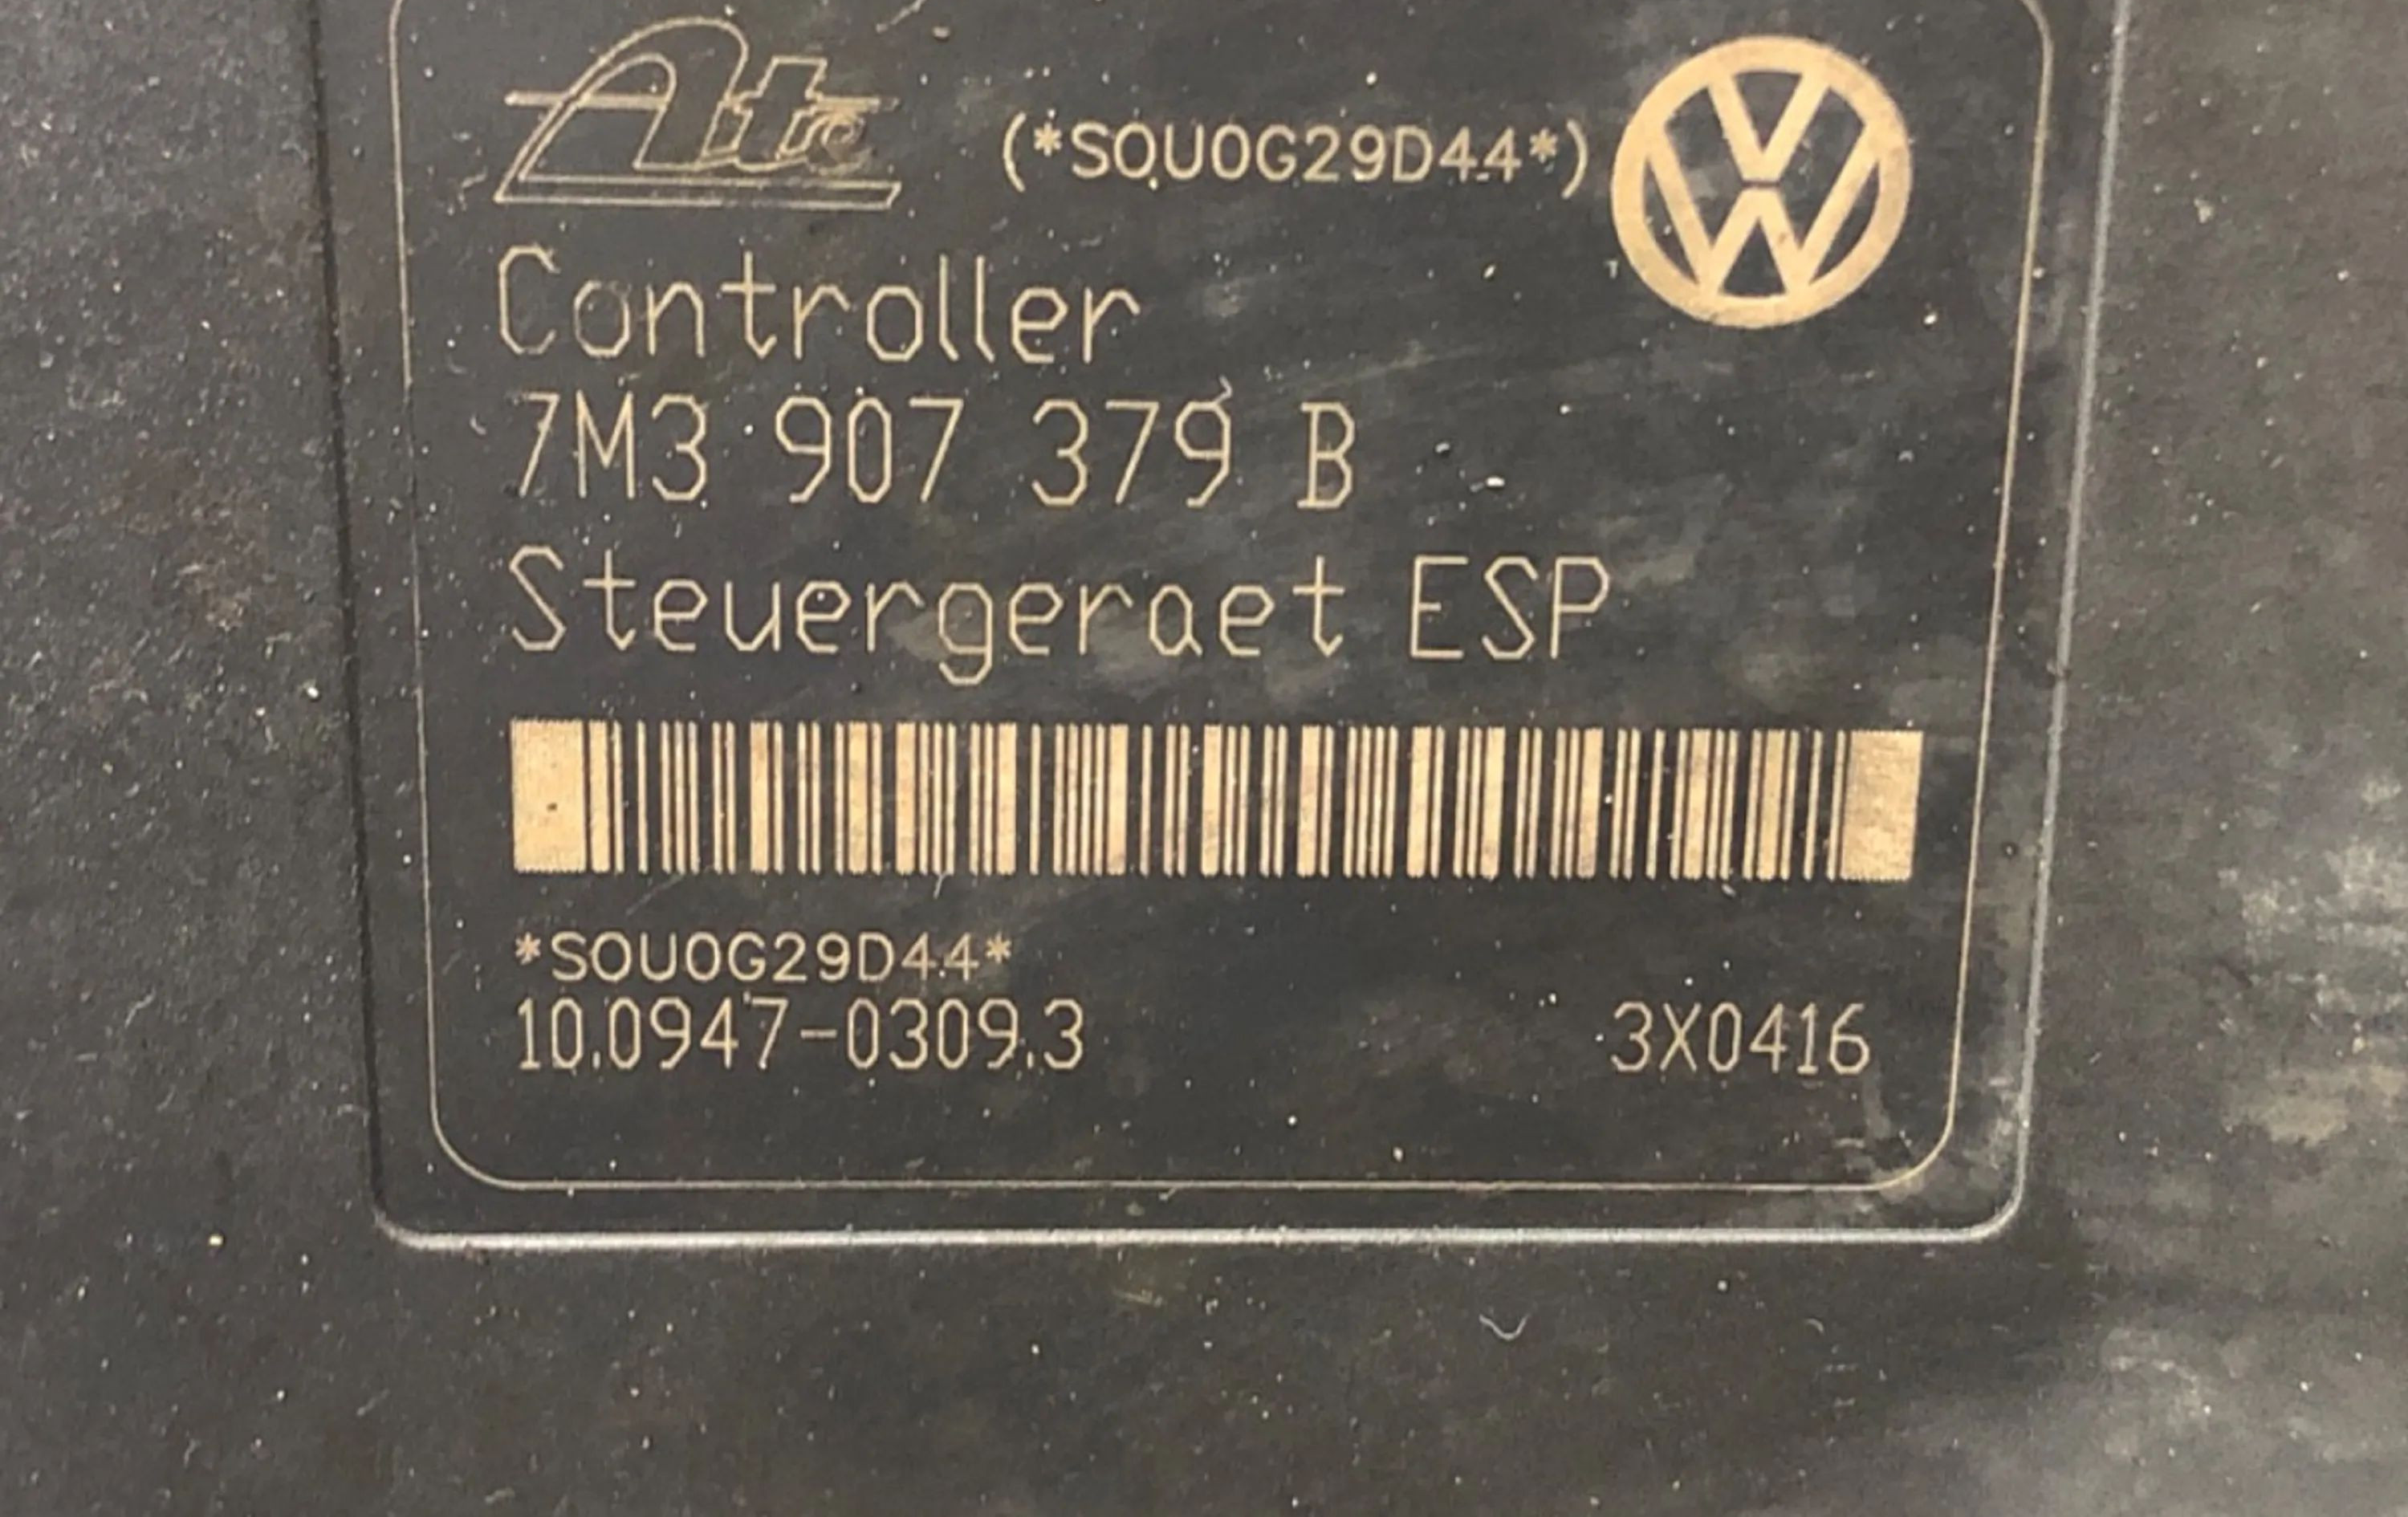 Ate (*SOU0G29D44*)
Controller
7M3 907 379 B
Steuergeraet ESP
*SOU0G29D44*
10.0947-0309.3 3X0416